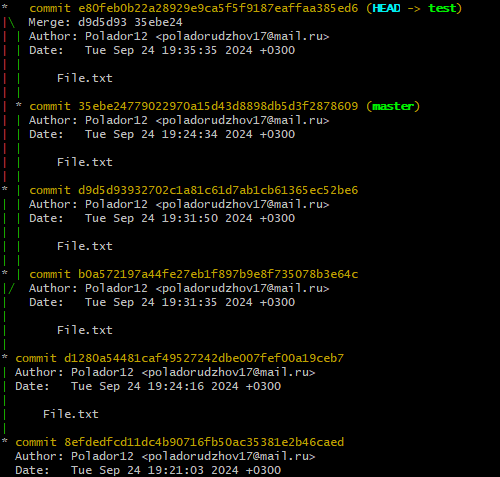 * commit e80feb0b22a28929e9ca5f5f9187eaffaa385ed6 (HEAD -> test)
|\ Merge: d9d5d93 35ebe24
| | Author: Polador12 <poladorudzhov17@mail.ru>
| | Date: Tue Sep 24 19:35:35 2024 +0300
| |
| | File.txt
| |
| * commit 35ebe24779022970a15d43d8898db5d3f2878609 (master)
| | Author: Polador12 <poladorudzhov17@mail.ru>
| | Date: Tue Sep 24 19:24:34 2024 +0300
| |
| | File.txt
| |
* | commit d9d5d93932702c1a81c61d7ab1cb61365ec52be6
| | Author: Polador12 <poladorudzhov17@mail.ru>
| | Date: Tue Sep 24 19:31:50 2024 +0300
| |
| | File.txt
| |
* | commit b0a572197a44fe27eb1f897b9e8f735078b3e64c
|/ Author: Polador12 <poladorudzhov17@mail.ru>
| Date: Tue Sep 24 19:31:35 2024 +0300
|
| File.txt
|
* commit d1280a54481caf49527242dbe007fef00a19ceb7
| Author: Polador12 <poladorudzhov17@mail.ru>
| Date: Tue Sep 24 19:24:16 2024 +0300
|
| File.txt
|
* commit 8efdedfcd11dc4b90716fb50ac35381e2b46caed
Author: Polador12 <poladorudzhov17@mail.ru>
Date: Tue Sep 24 19:21:03 2024 +0300